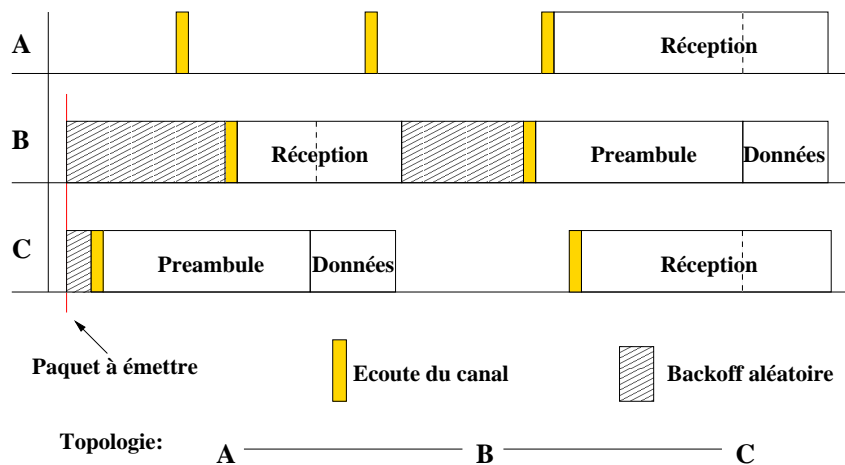 A
Réception
B
Réception
Preambule
Données
C
Preambule
Données
Réception
Paquet à émettre
Ecoute du canal
Backoff aléatoire
Topologie:
A
B
C